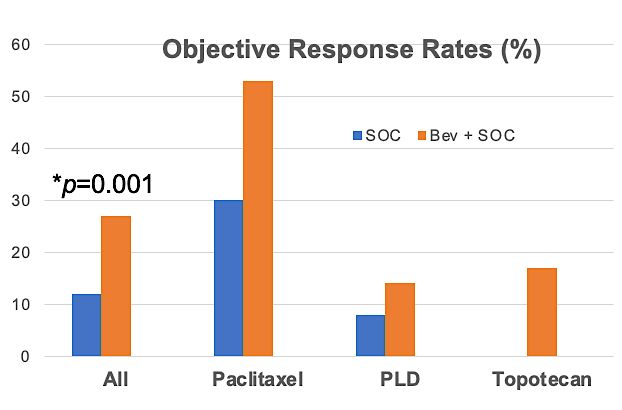 Objective Response Rates (%)
60
50
40
30
20
10
0
SOC
Bev + SOC
*p=0.001
All
Paclitaxel
PLD
Topotecan